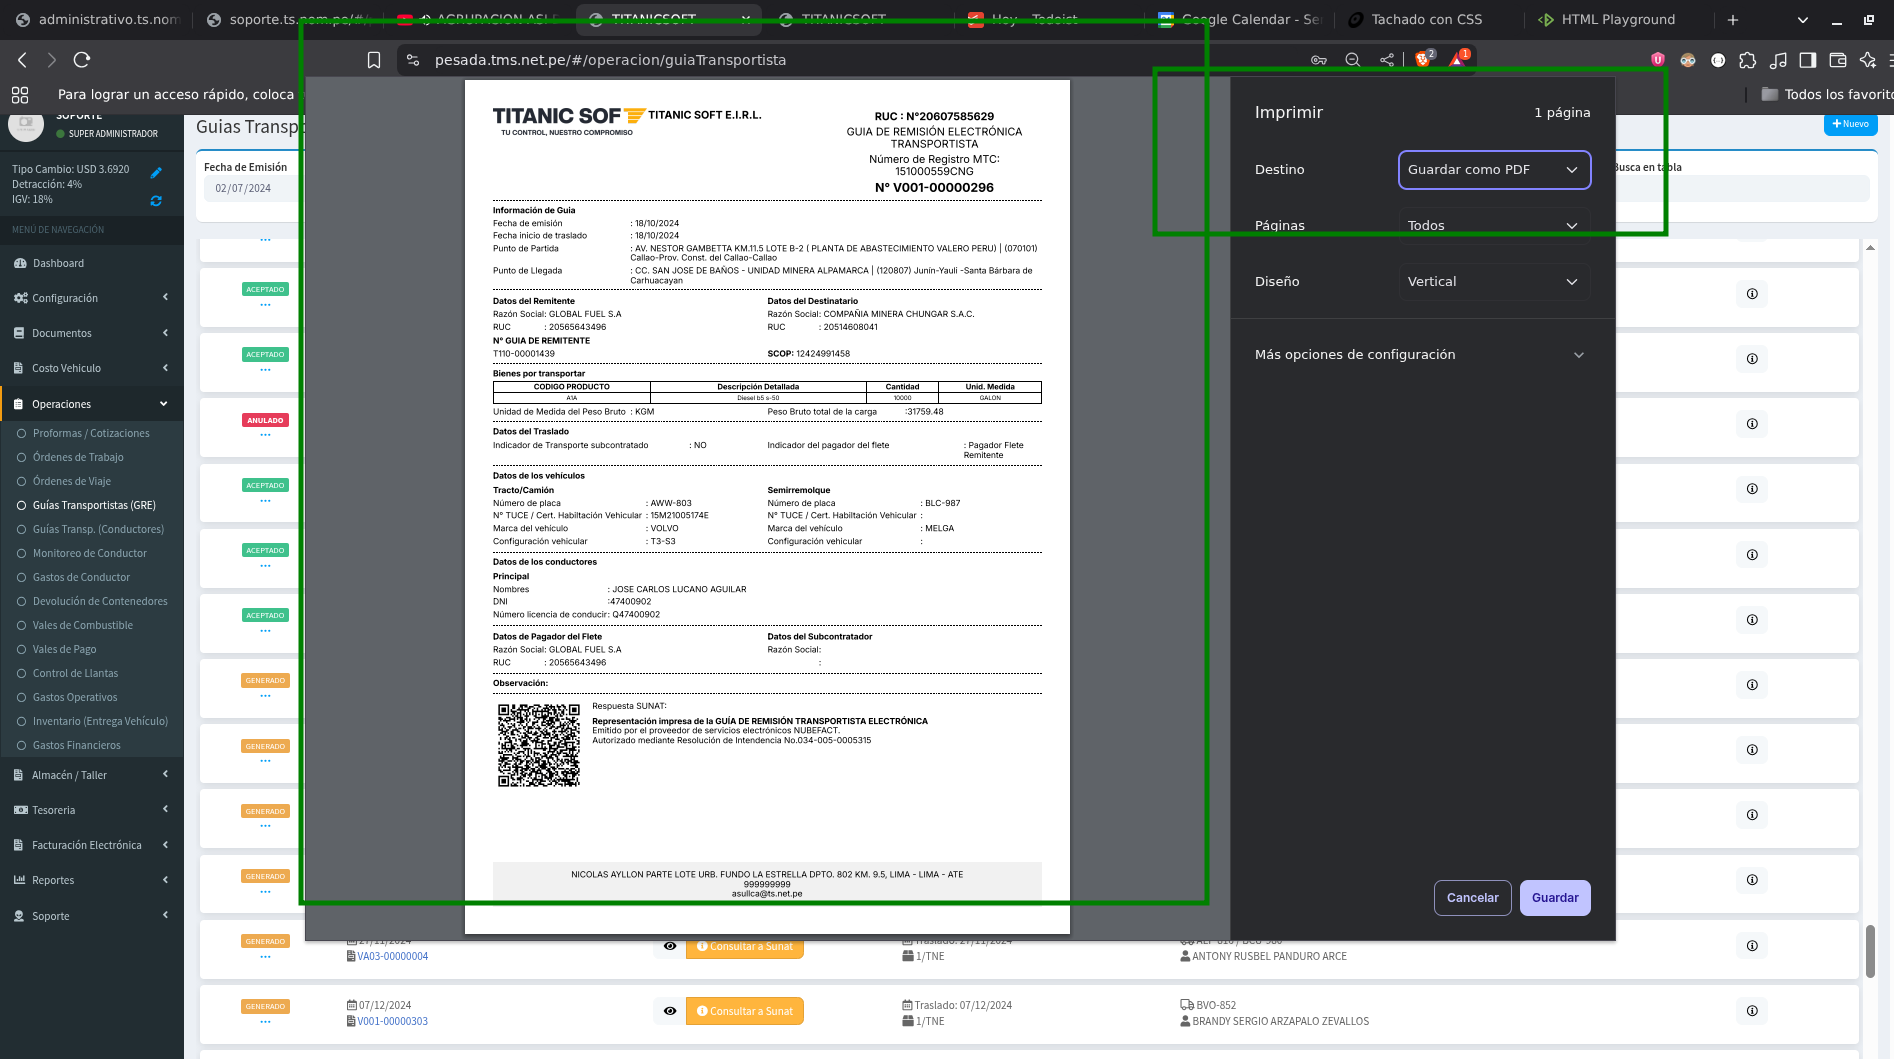 administrativo.ts.nom
soporte.ts.nom.pe/#/
AGRUPACION ASI E
TITANICSOFT
TITANICSOFT
Hoy - Todoist
Google Calendar - Se
Tachado con CSS
HTML Playground
pesada.tms.net.pe/#/operacion/guiaTransportista
2
1
Para lograr un acceso rápido, coloca
Todos los favorito
SOPORTE
SUPER ADMINISTRADOR
Tipo Cambio: USD 3.6920
Detracción: 4%
IGV: 18%
MENÚ DE NAVEGACIÓN
Dashboard
Configuración
Documentos
Costo Vehiculo
Operaciones
Proformas / Cotizaciones
Órdenes de Trabajo
Órdenes de Viaje
Guías Transportistas (GRE)
Guías Transp. (Conductores)
Monitoreo de Conductor
Gastos de Conductor
Devolución de Contenedores
Vales de Combustible
Vales de Pago
Control de Llantas
Gastos Operativos
Inventario (Entrega Vehículo)
Gastos Financieros
Almacén / Taller
Tesoreria
Facturación Electrónica
Reportes
Soporte
Guias Transpo
+ Nuevo
Fecha de Emisión
02/07/2024
Busca en tabla
ACEPTADO
ACEPTADO
ANULADO
ACEPTADO
ACEPTADO
ACEPTADO
GENERADO
GENERADO
GENERADO
GENERADO
GENERADO
GENERADO
TITANIC SOF
TU CONTROL, NUESTRO COMPROMISO
TITANIC SOFT E.I.R.L.
RUC : N°20607585629
GUIA DE REMISIÓN ELECTRÓNICA
TRANSPORTISTA
Número de Registro MTC:
151000559CNG
N° V001-00000296
Información de Guia
Fecha de emisión : 18/10/2024
Fecha inicio de traslado : 18/10/2024
Punto de Partida : AV. NESTOR GAMBETTA KM.11.5 LOTE B-2 ( PLANTA DE ABASTECIMIENTO VALERO PERU) | (070101)
Callao-Prov. Const. del Callao-Callao
Punto de Llegada : CC. SAN JOSE DE BAÑOS - UNIDAD MINERA ALPAMARCA | (120807) Junín-Yauli -Santa Bárbara de
Carhuacayan
Datos del Remitente Datos del Destinatario
Razón Social: GLOBAL FUEL S.A Razón Social: COMPAÑIA MINERA CHUNGAR S.A.C.
RUC : 20565643496 RUC : 20514608041
N° GUIA DE REMITENTE
T110-00001439 SCOP: 12424991458
Bienes por transportar
CODIGO PRODUCTO Descripción Detallada Cantidad Unid. Medida
A1A Diesel b5 s-50 10000 GALON
Unidad de Medida del Peso Bruto : KGM Peso Bruto total de la carga :31759.48
Datos del Traslado
Indicador de Transporte subcontratado : NO Indicador del pagador del flete : Pagador Flete
Remitente
Datos de los vehículos
Tracto/Camión Semirremolque
Número de placa : AWW-803 Número de placa : BLC-987
N° TUCE / Cert. Habiltación Vehicular : 15M21005174E N° TUCE / Cert. Habiltación Vehicular :
Marca del vehículo : VOLVO Marca del vehículo : MELGA
Configuración vehicular : T3-S3 Configuración vehicular :
Datos de los conductores
Principal
Nombres : JOSE CARLOS LUCANO AGUILAR
DNI :47400902
Número licencia de conducir: Q47400902
Datos de Pagador del Flete Datos del Subcontratador
Razón Social: GLOBAL FUEL S.A Razón Social:
RUC : 20565643496 :
Observación:
Respuesta SUNAT:
Representación impresa de la GUÍA DE REMISIÓN TRANSPORTISTA ELECTRÓNICA
Emitido por el proveedor de servicios electrónicos NUBEFACT.
Autorizado mediante Resolución de Intendencia No.034-005-0005315
NICOLAS AYLLON PARTE LOTE URB. FUNDO LA ESTRELLA DPTO. 802 KM. 9.5, LIMA - LIMA - ATE
999999999
asullca@ts.net.pe
Imprimir 1 página
Destino Guardar como PDF
Páginas Todos
Diseño Vertical
Más opciones de configuración
Cancelar Guardar
27/11/2024 Consultar a Sunat Traslado: 27/11/2024
VA03-00000004 1/TNE ANTONY RUSBEL PANDURO ARCE
07/12/2024 Consultar a Sunat Traslado: 07/12/2024 BVO-852
V001-00000303 1/TNE BRANDY SERGIO ARZAPALO ZEVALLOS